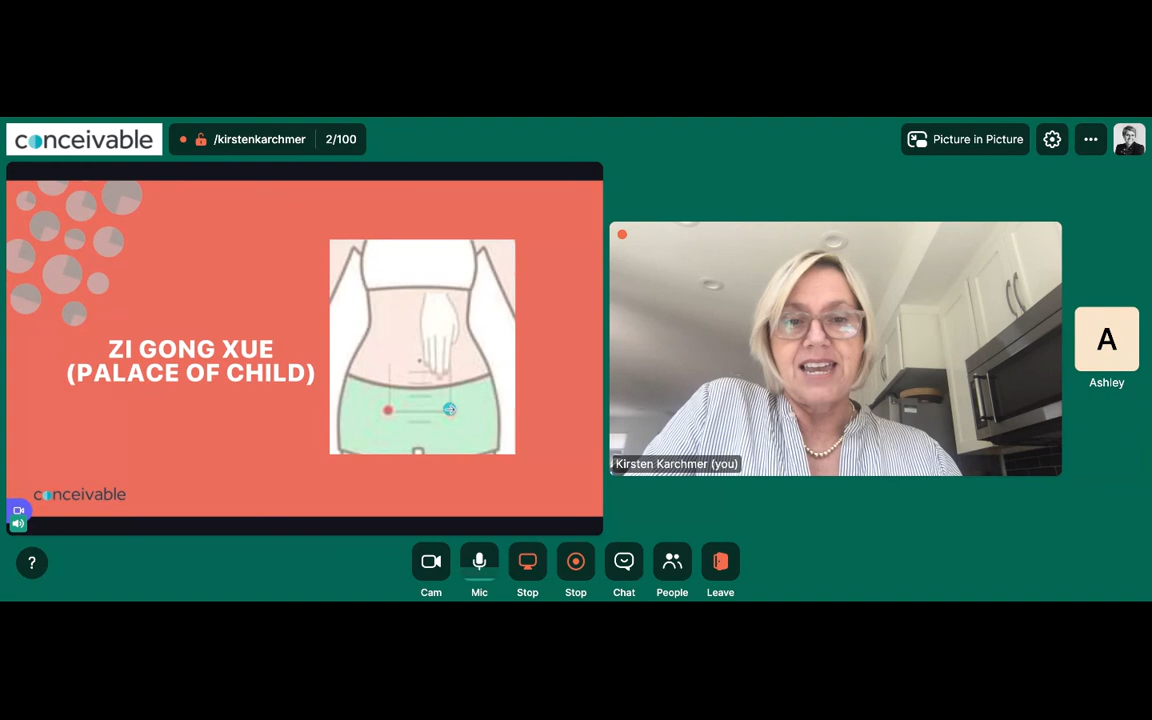 conceivable
/kirstenkarchmer
2/100
Picture in Picture
ZI GONG XUE
(PALACE OF CHILD)
conceivable
Kirsten Karchmer (you)
A
Ashley
?
Cam
Mic
Stop
Stop
Chat
People
Leave